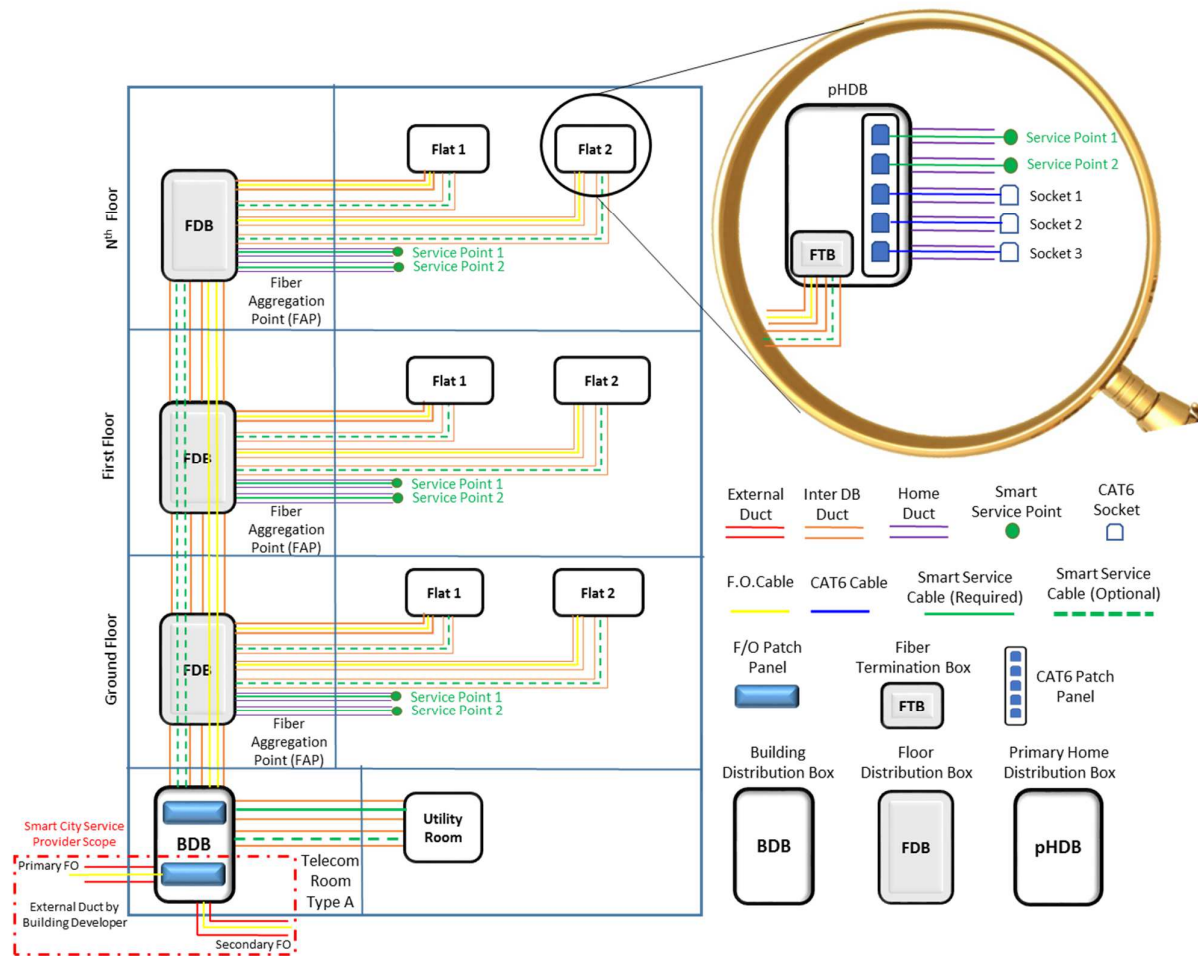 pHDB
Service Point 1
Service Point 2
Socket 1
Socket 2
Socket 3
FTB
Nth Floor
FDB
Flat 1
Flat 2
Service Point 1
Service Point 2
Fiber
Aggregation
Point (FAP)
First Floor
FDB
Flat 1
Flat 2
Service Point 1
Service Point 2
Fiber
Aggregation
Point (FAP)
Ground Floor
FDB
Flat 1
Flat 2
Service Point 1
Service Point 2
Fiber
Aggregation
Point (FAP)
BDB
Utility
Room
Telecom
Room
Type A
Smart City Service
Provider Scope
Primary FO
External Duct by
Building Developer
Secondary FO
External
Duct
Inter DB
Duct
Home
Duct
Smart
Service Point
CAT6
Socket
F.O.Cable
CAT6 Cable
Smart Service
Cable (Required)
Smart Service
Cable (Optional)
F/O Patch
Panel
Fiber
Termination Box
FTB
CAT6 Patch
Panel
Building
Distribution Box
BDB
Floor
Distribution Box
FDB
Primary Home
Distribution Box
pHDB